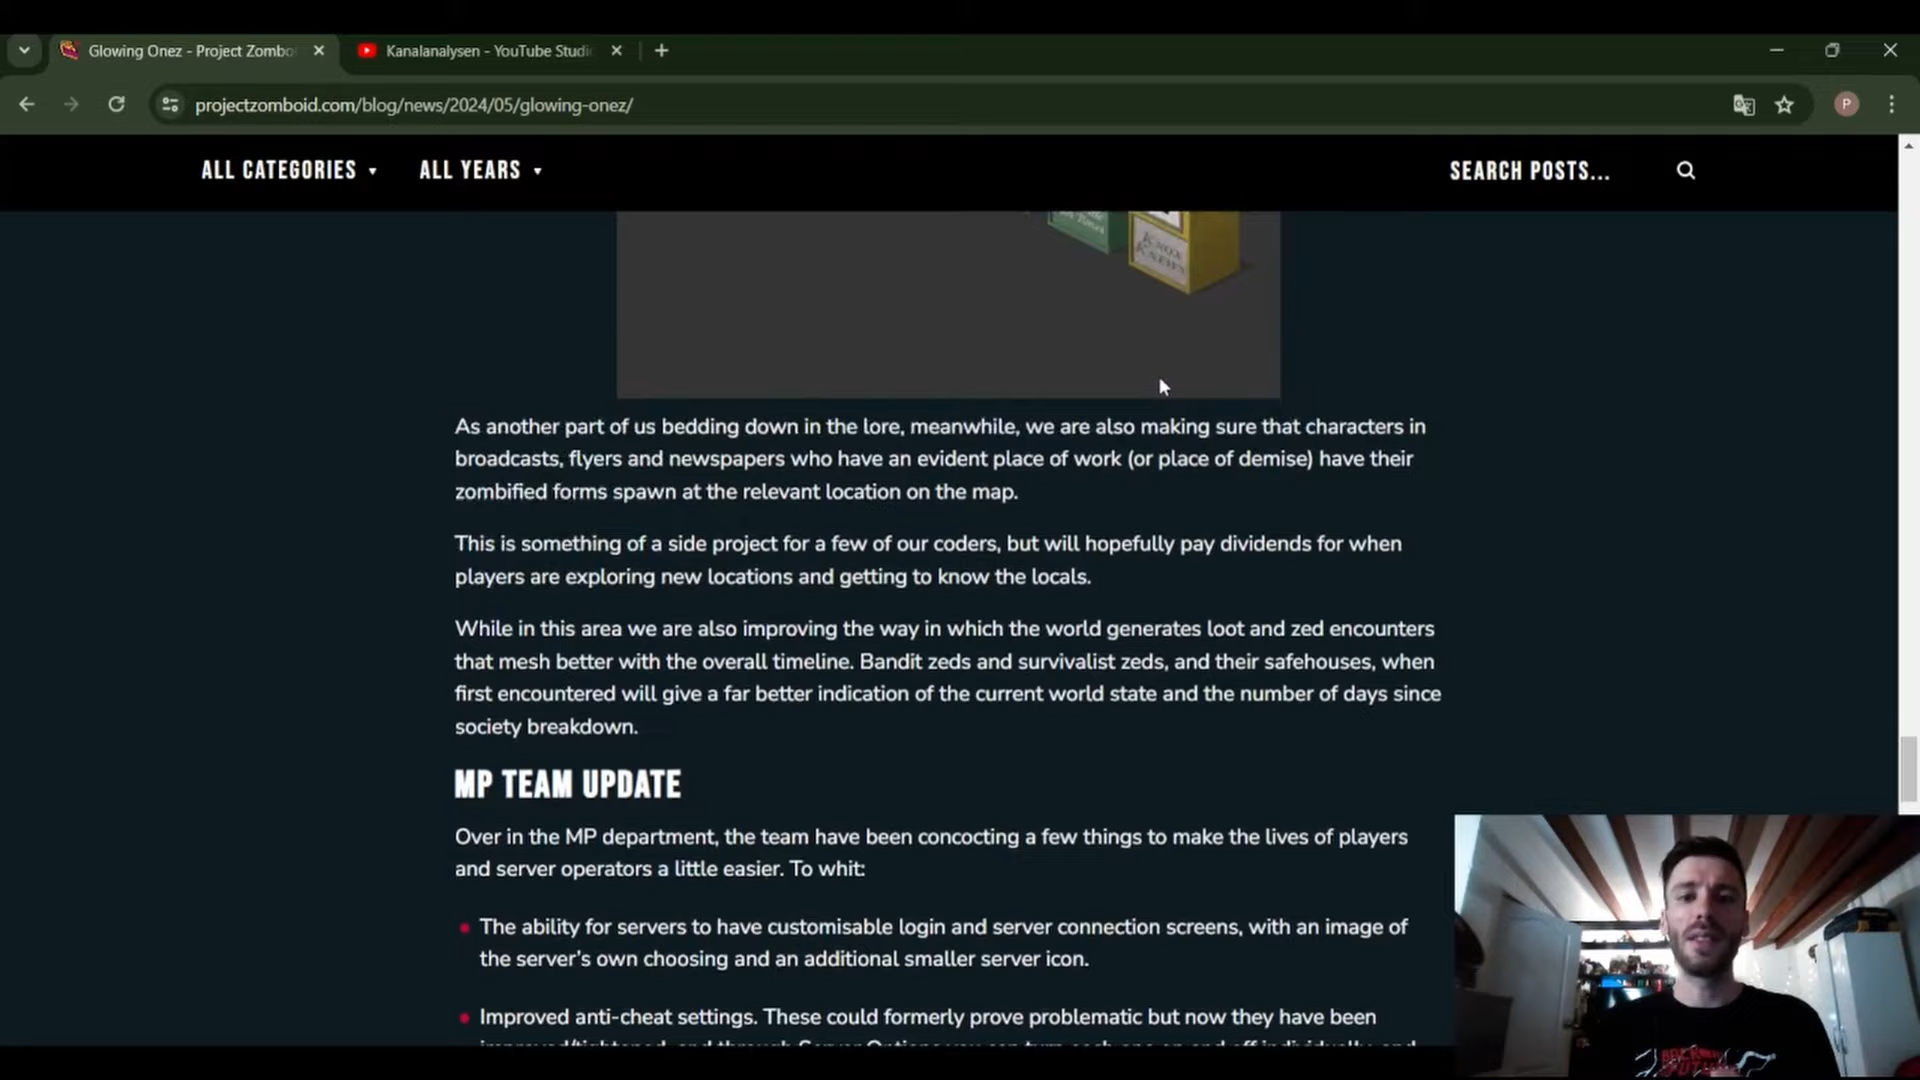 Glowing Onez - Project Zombo
Kanalanalysen - YouTube Studi
projectzomboid.com/blog/news/2024/05/glowing-onez/
P
ALL CATEGORIES
ALL YEARS
SEARCH POSTS...
KNOX
As another part of us bedding down in the lore, meanwhile, we are also making sure that characters in
broadcasts, flyers and newspapers who have an evident place of work (or place of demise) have their
zombified forms spawn at the relevant location on the map.
This is something of a side project for a few of our coders, but will hopefully pay dividends for when
players are exploring new locations and getting to know the locals.
While in this area we are also improving the way in which the world generates loot and zed encounters
that mesh better with the overall timeline. Bandit zeds and survivalist zeds, and their safehouses, when
first encountered will give a far better indication of the current world state and the number of days since
society breakdown.
MP TEAM UPDATE
Over in the MP department, the team have been concocting a few things to make the lives of players
and server operators a little easier. To whit:
The ability for servers to have customisable login and server connection screens, with an image of
the server's own choosing and an additional smaller server icon.
Improved anti-cheat settings. These could formerly prove problematic but now they have been